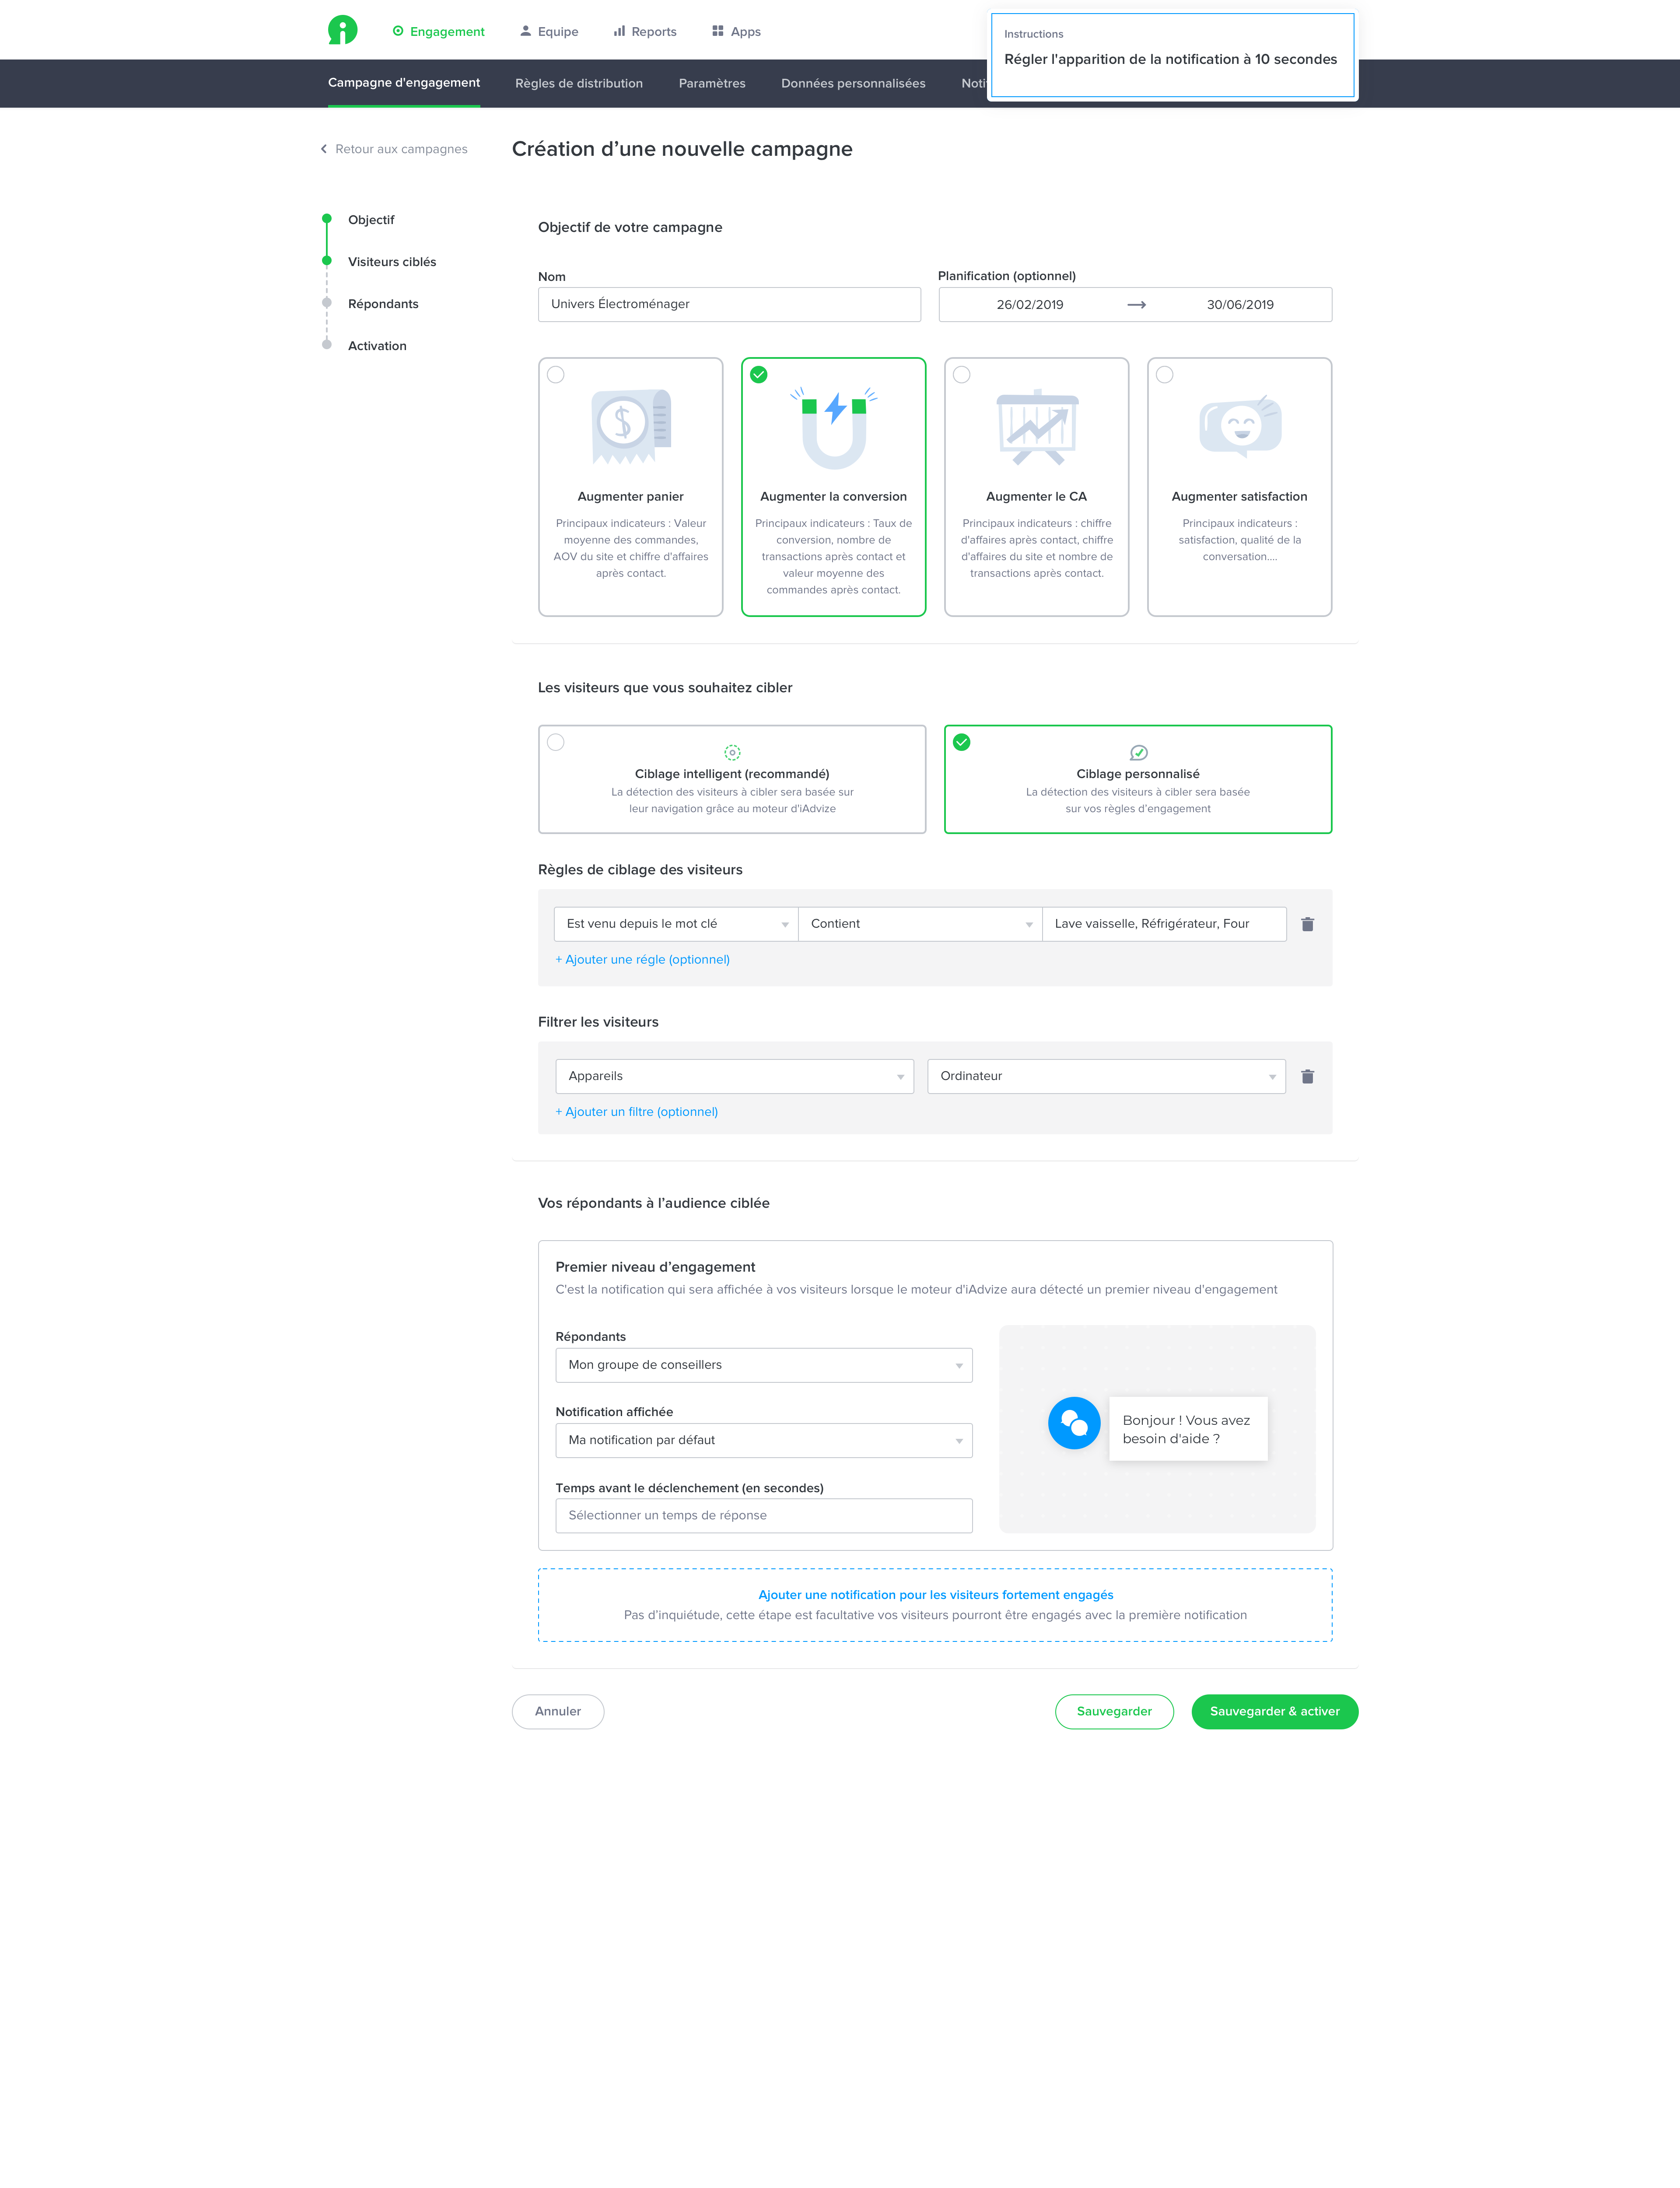 Engagement
Equipe
Reports
Apps
Instructions
Régler l'apparition de la notification à 10 secondes
Campagne d'engagement
Règles de distribution
Paramètres
Données personnalisées
Noti
Retour aux campagnes
Création d’une nouvelle campagne
Objectif
Visiteurs ciblés
Répondants
Activation
Objectif de votre campagne
Nom
Univers Électroménager
Planification (optionnel)
26/02/2019
30/06/2019
Augmenter panier
Principaux indicateurs : Valeur
moyenne des commandes,
AOV du site et chiffre d'affaires
après contact.
Augmenter la conversion
Principaux indicateurs : Taux de
conversion, nombre de
transactions après contact et
valeur moyenne des
commandes après contact.
Augmenter le CA
Principaux indicateurs : chiffre
d'affaires après contact, chiffre
d'affaires du site et nombre de
transactions après contact.
Augmenter satisfaction
Principaux indicateurs :
satisfaction, qualité de la
conversation....
Les visiteurs que vous souhaitez cibler
Ciblage intelligent (recommandé)
La détection des visiteurs à cibler sera basée sur
leur navigation grâce au moteur d'iAdvize
Ciblage personnalisé
La détection des visiteurs à cibler sera basée
sur vos règles d’engagement
Règles de ciblage des visiteurs
Est venu depuis le mot clé
Contient
Lave vaisselle, Réfrigérateur, Four
+ Ajouter une régle (optionnel)
Filtrer les visiteurs
Appareils
Ordinateur
+ Ajouter un filtre (optionnel)
Vos répondants à l’audience ciblée
Premier niveau d’engagement
C'est la notification qui sera affichée à vos visiteurs lorsque le moteur d'iAdvize aura détecté un premier niveau d'engagement
Répondants
Mon groupe de conseillers
Notification affichée
Ma notification par défaut
Temps avant le déclenchement (en secondes)
Sélectionner un temps de réponse
Bonjour ! Vous avez
besoin d'aide ?
Ajouter une notification pour les visiteurs fortement engagés
Pas d’inquiétude, cette étape est facultative vos visiteurs pourront être engagés avec la première notification
Annuler
Sauvegarder
Sauvegarder & activer